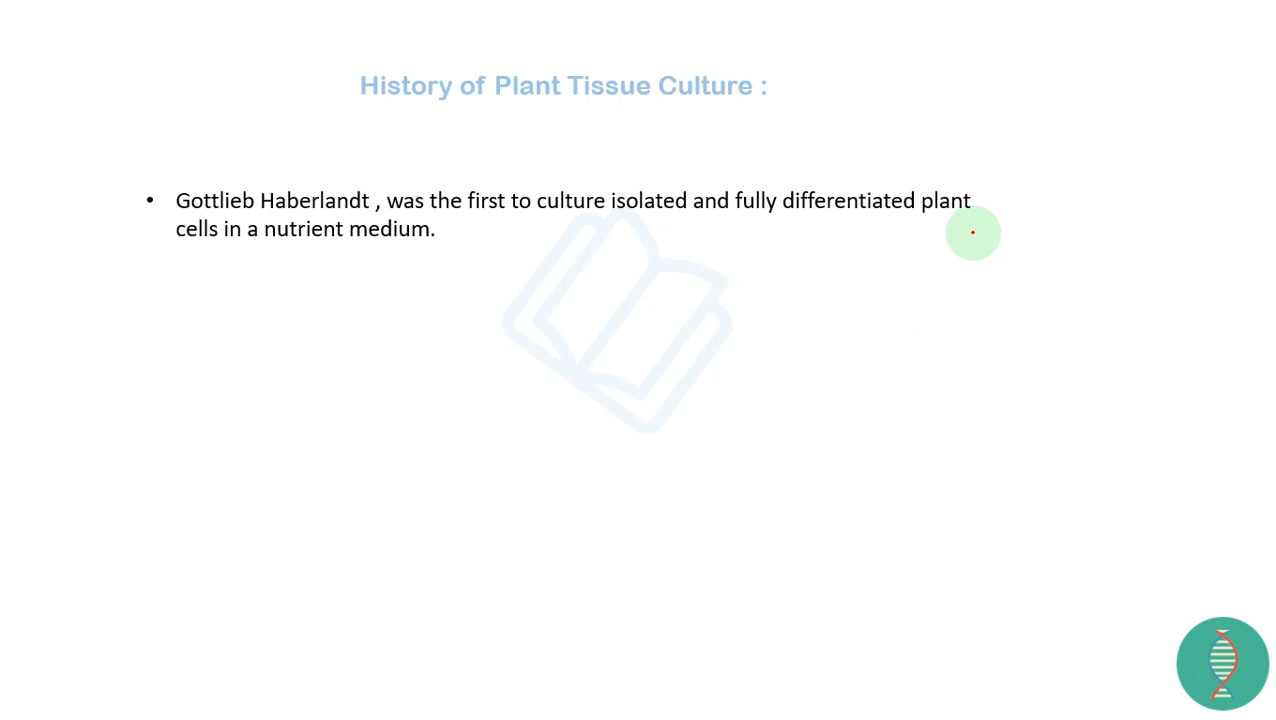 History of Plant Tissue Culture :
• Gottlieb Haberlandt , was the first to culture isolated and fully differentiated plant
cells in a nutrient medium.